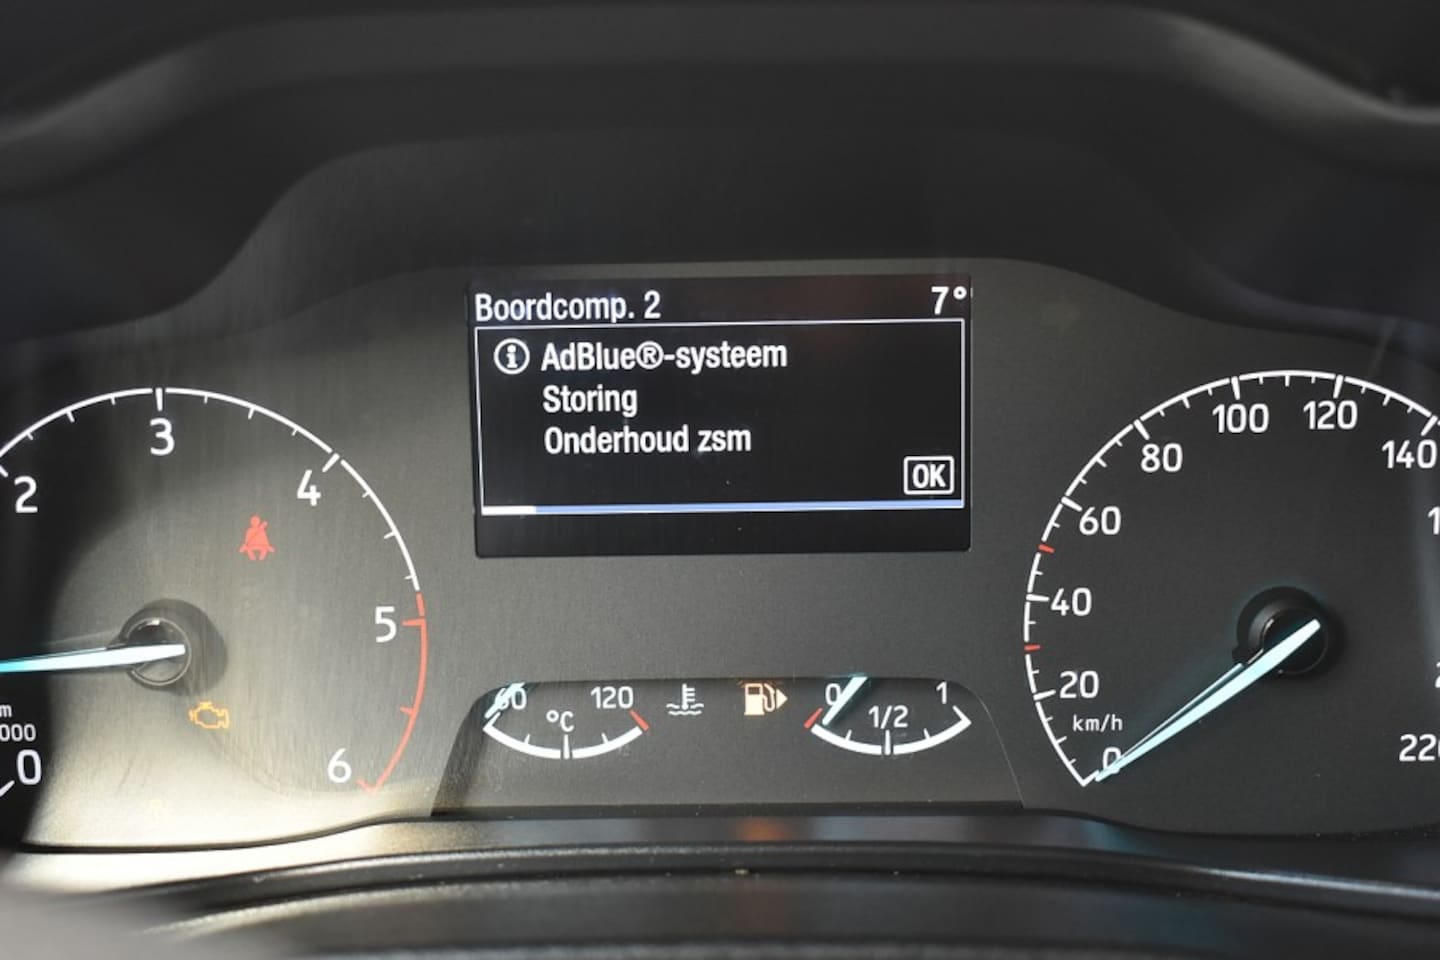 Boordcomp. 2 7°
AdBlue®-systeem
Storing
Onderhoud zsm
OK
2 3 4 5 6
0
000
60 120
°C
0 1/2 1
0 20 40 60 80 100 120 140
km/h